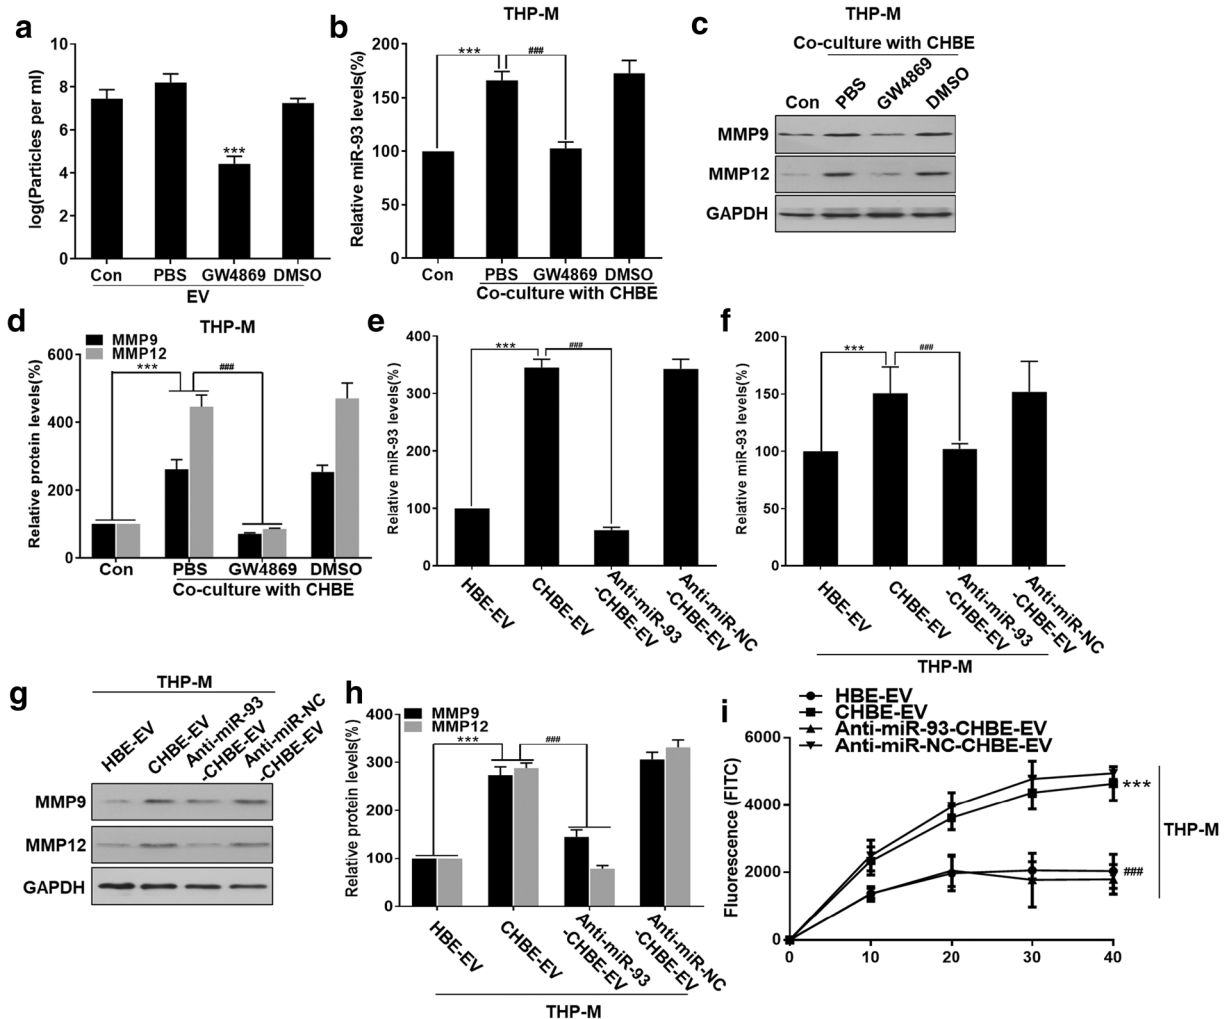 a
log(Particles per ml)
10
8
6
4
2
0
***
Con PBS GW4869 DMSO
EV
b
THP-M
Relative miR-93 levels(%)
200
150
100
50
0
*** ###
Con PBS GW4869 DMSO
Co-culture with CHBE
c
THP-M
Co-culture with CHBE
Con PBS GW4869 DMSO
MMP9
MMP12
GAPDH
d
THP-M
MMP9
MMP12
Relative protein levels(%)
600
400
200
0
*** ###
Con PBS GW4869 DMSO
Co-culture with CHBE
e
Relative miR-93 levels(%)
400
300
200
100
0
*** ###
HBE-EV
CHBE-EV
Anti-miR-93
-CHBE-EV
Anti-miR-NC
-CHBE-EV
f
Relative miR-93 levels(%)
200
150
100
50
0
*** ###
HBE-EV
CHBE-EV
Anti-miR-93
-CHBE-EV
Anti-miR-NC
-CHBE-EV
THP-M
g
THP-M
HBE-EV
CHBE-EV
Anti-miR-93
-CHBE-EV
Anti-miR-NC
-CHBE-EV
MMP9
MMP12
GAPDH
h
MMP9
MMP12
Relative protein levels(%)
400
300
200
100
0
*** ###
HBE-EV
CHBE-EV
Anti-miR-93
-CHBE-EV
Anti-miR-NC
-CHBE-EV
THP-M
i
HBE-EV
CHBE-EV
Anti-miR-93-CHBE-EV
Anti-miR-NC-CHBE-EV
Fluorescence (FITC)
6000
4000
2000
0
0 10 20 30 40
***
###
THP-M